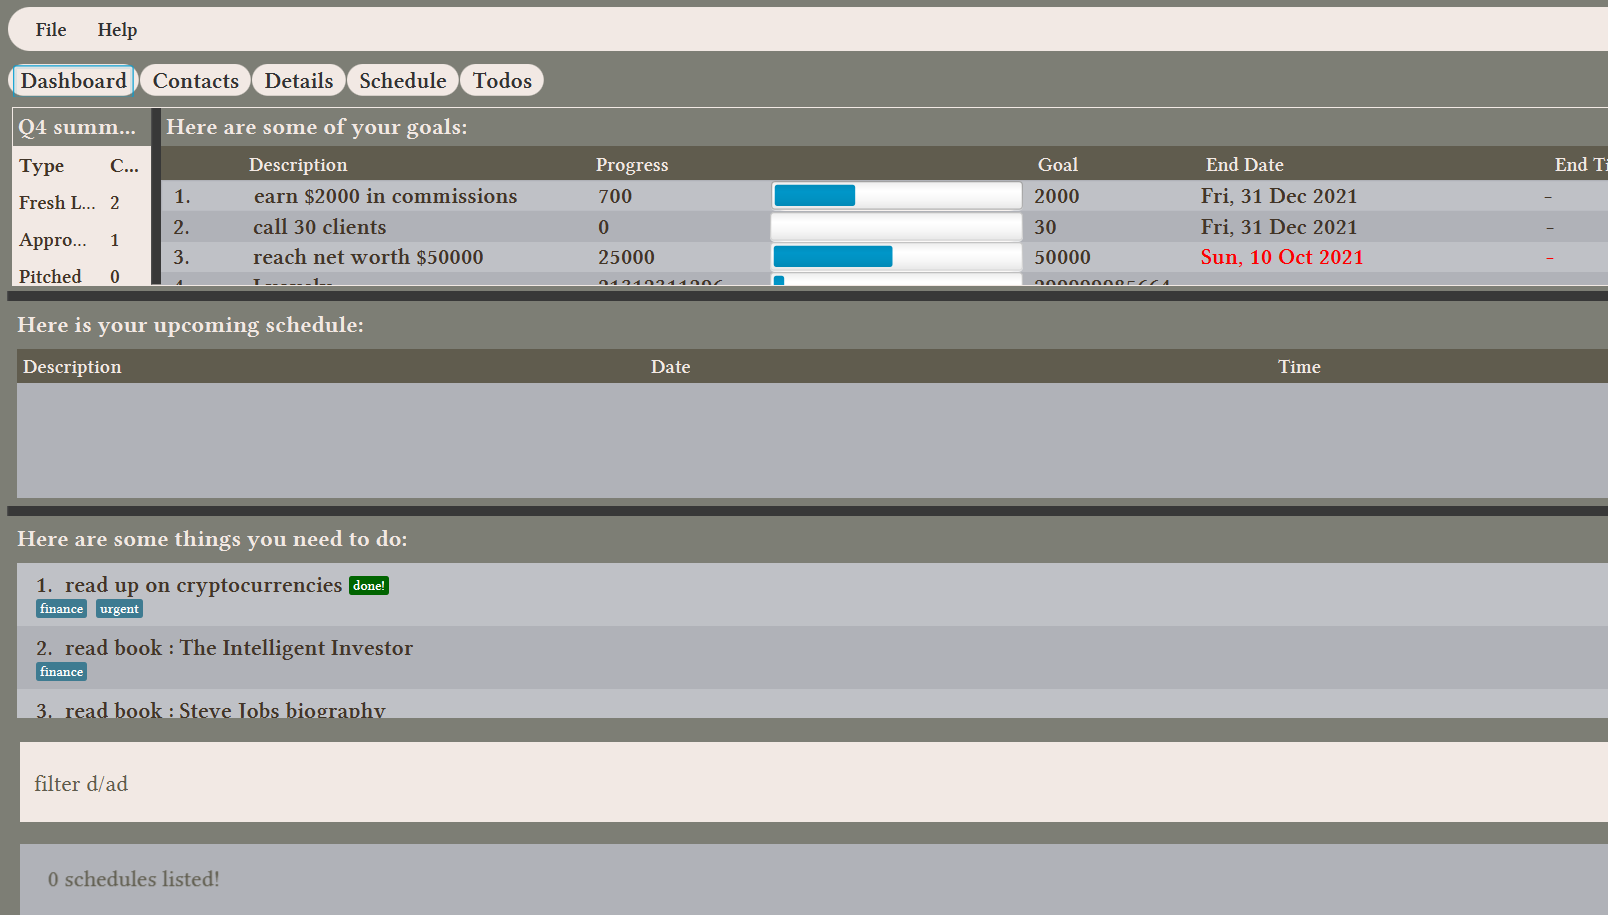 File Help
Dashboard Contacts Details Schedule Todos
Q4 summ...
Type C...
Fresh L... 2
Appro... 1
Pitched 0
Here are some of your goals:
Description Progress Goal End Date End Ti
1. earn $2000 in commissions 700 2000 Fri, 31 Dec 2021 -
2. call 30 clients 0 30 Fri, 31 Dec 2021 -
3. reach net worth $50000 25000 50000 Sun, 10 Oct 2021 -
Here is your upcoming schedule:
Description Date Time
Here are some things you need to do:
1. read up on cryptocurrencies done!
finance urgent
2. read book : The Intelligent Investor
finance
3. read book : Steve Jobs biography
filter d/ad
0 schedules listed!